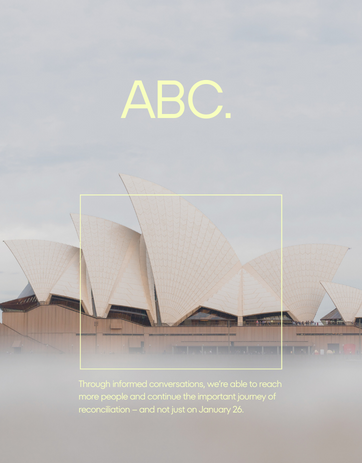 ABC.
Through informed conversations, we're able to reach
more people and continue the important journey of
reconciliation – and not just on January 26.